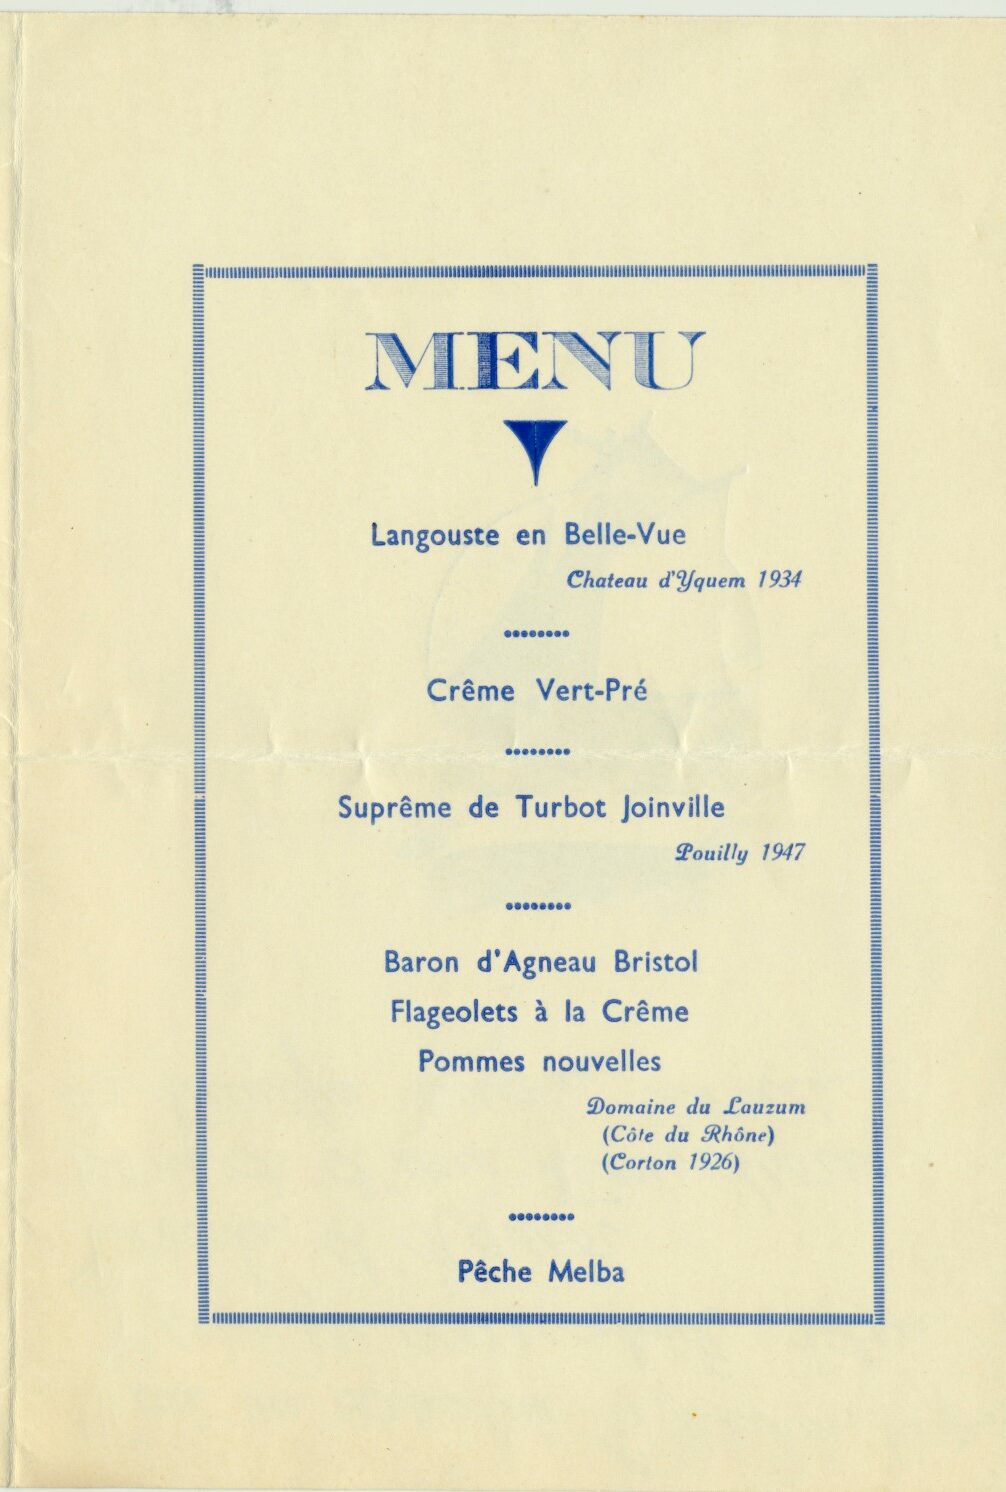 MENU
Langouste en Belle-Vue
Chateau d'Yquem 1934
Crême Vert-Pré
Suprême de Turbot Joinville
Pouilly 1947
Baron d'Agneau Bristol
Flageolets à la Crême
Pommes nouvelles
Domaine du Lauzum
(Côte du Rhône)
(Corton 1926)
Pêche Melba